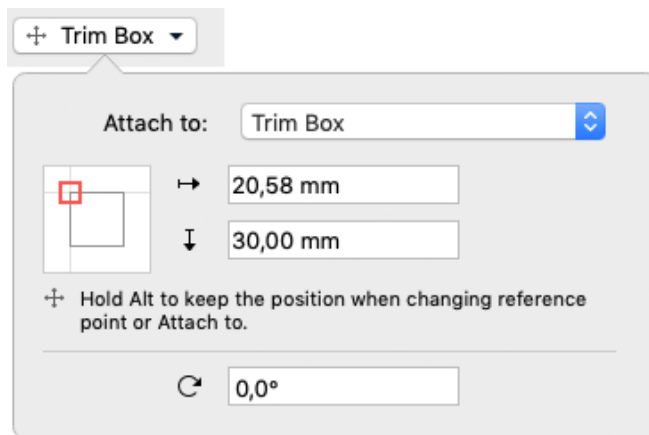 Trim Box
Attach to: Trim Box
20,58 mm
30,00 mm
Hold Alt to keep the position when changing reference
point or Attach to.
0,0°